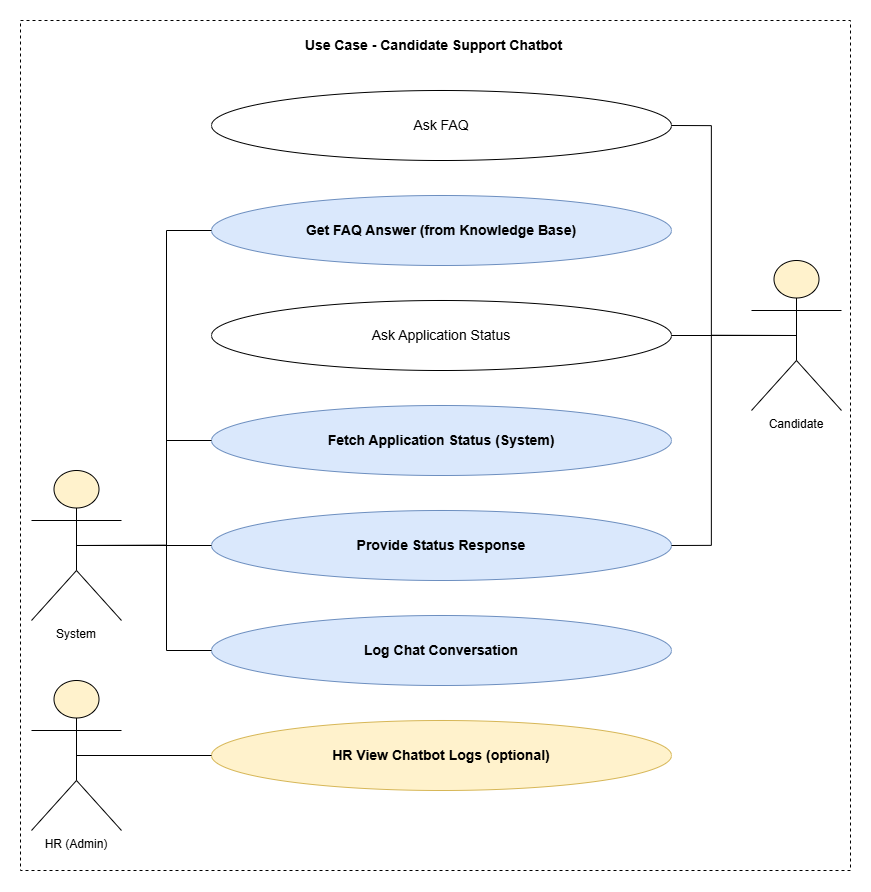 Use Case - Candidate Support Chatbot
Ask FAQ
Get FAQ Answer (from Knowledge Base)
Ask Application Status
Candidate
Fetch Application Status (System)
Provide Status Response
System
Log Chat Conversation
HR View Chatbot Logs (optional)
HR (Admin)